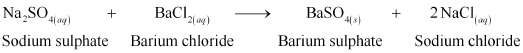 Na₂SO₄₍ₐq₎ + BaCl₂₍ₐq₎ ⟶ BaSO₄₍ₛ₎ + 2 NaCl₍ₐq₎
Sodium sulphate Barium chloride Barium sulphate Sodium chloride